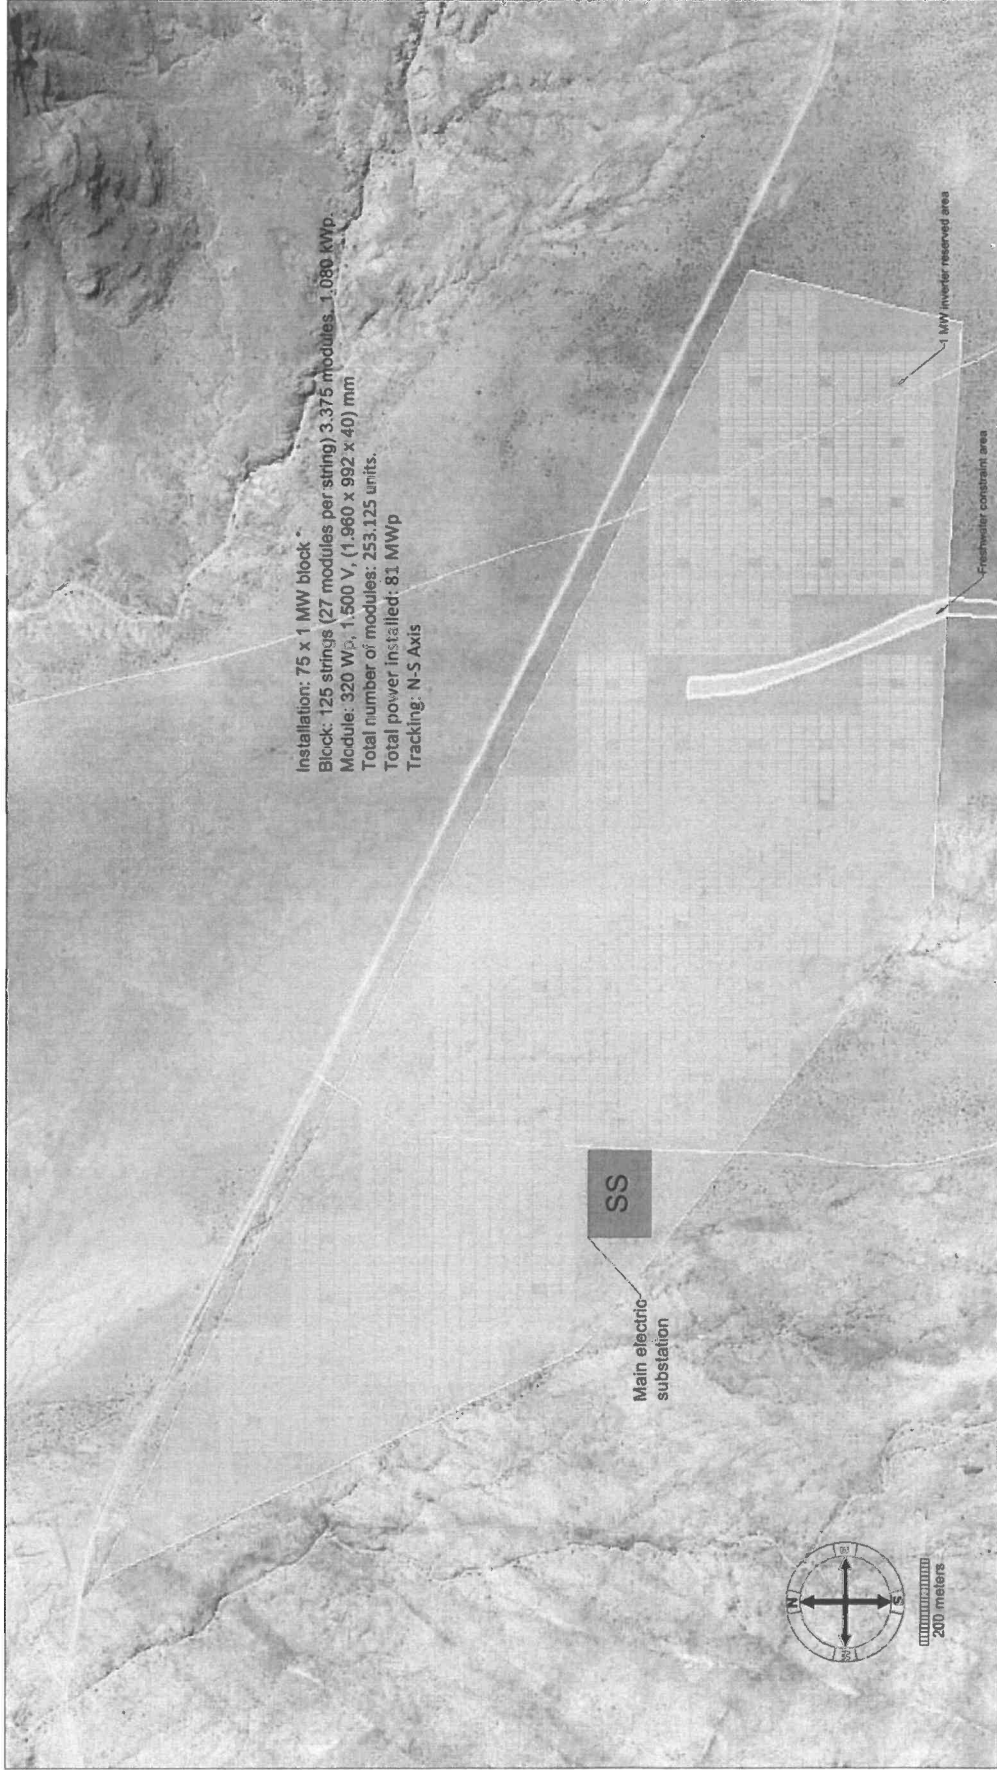 Installation: 75 x 1 MW block
Block: 125 strings (27 modules per string) 3.375 modules. 1.080 kWp.
Module: 320 Wp, 1.500 V, (1.960 x 992 x 40) mm
Total number of modules: 253.125 units.
Total power installed: 81 MWp
Tracking: N-S Axis
1 MW inverter reserved area
Freshwater constraint area
SS
Main electric
substation
N
S
200 meters